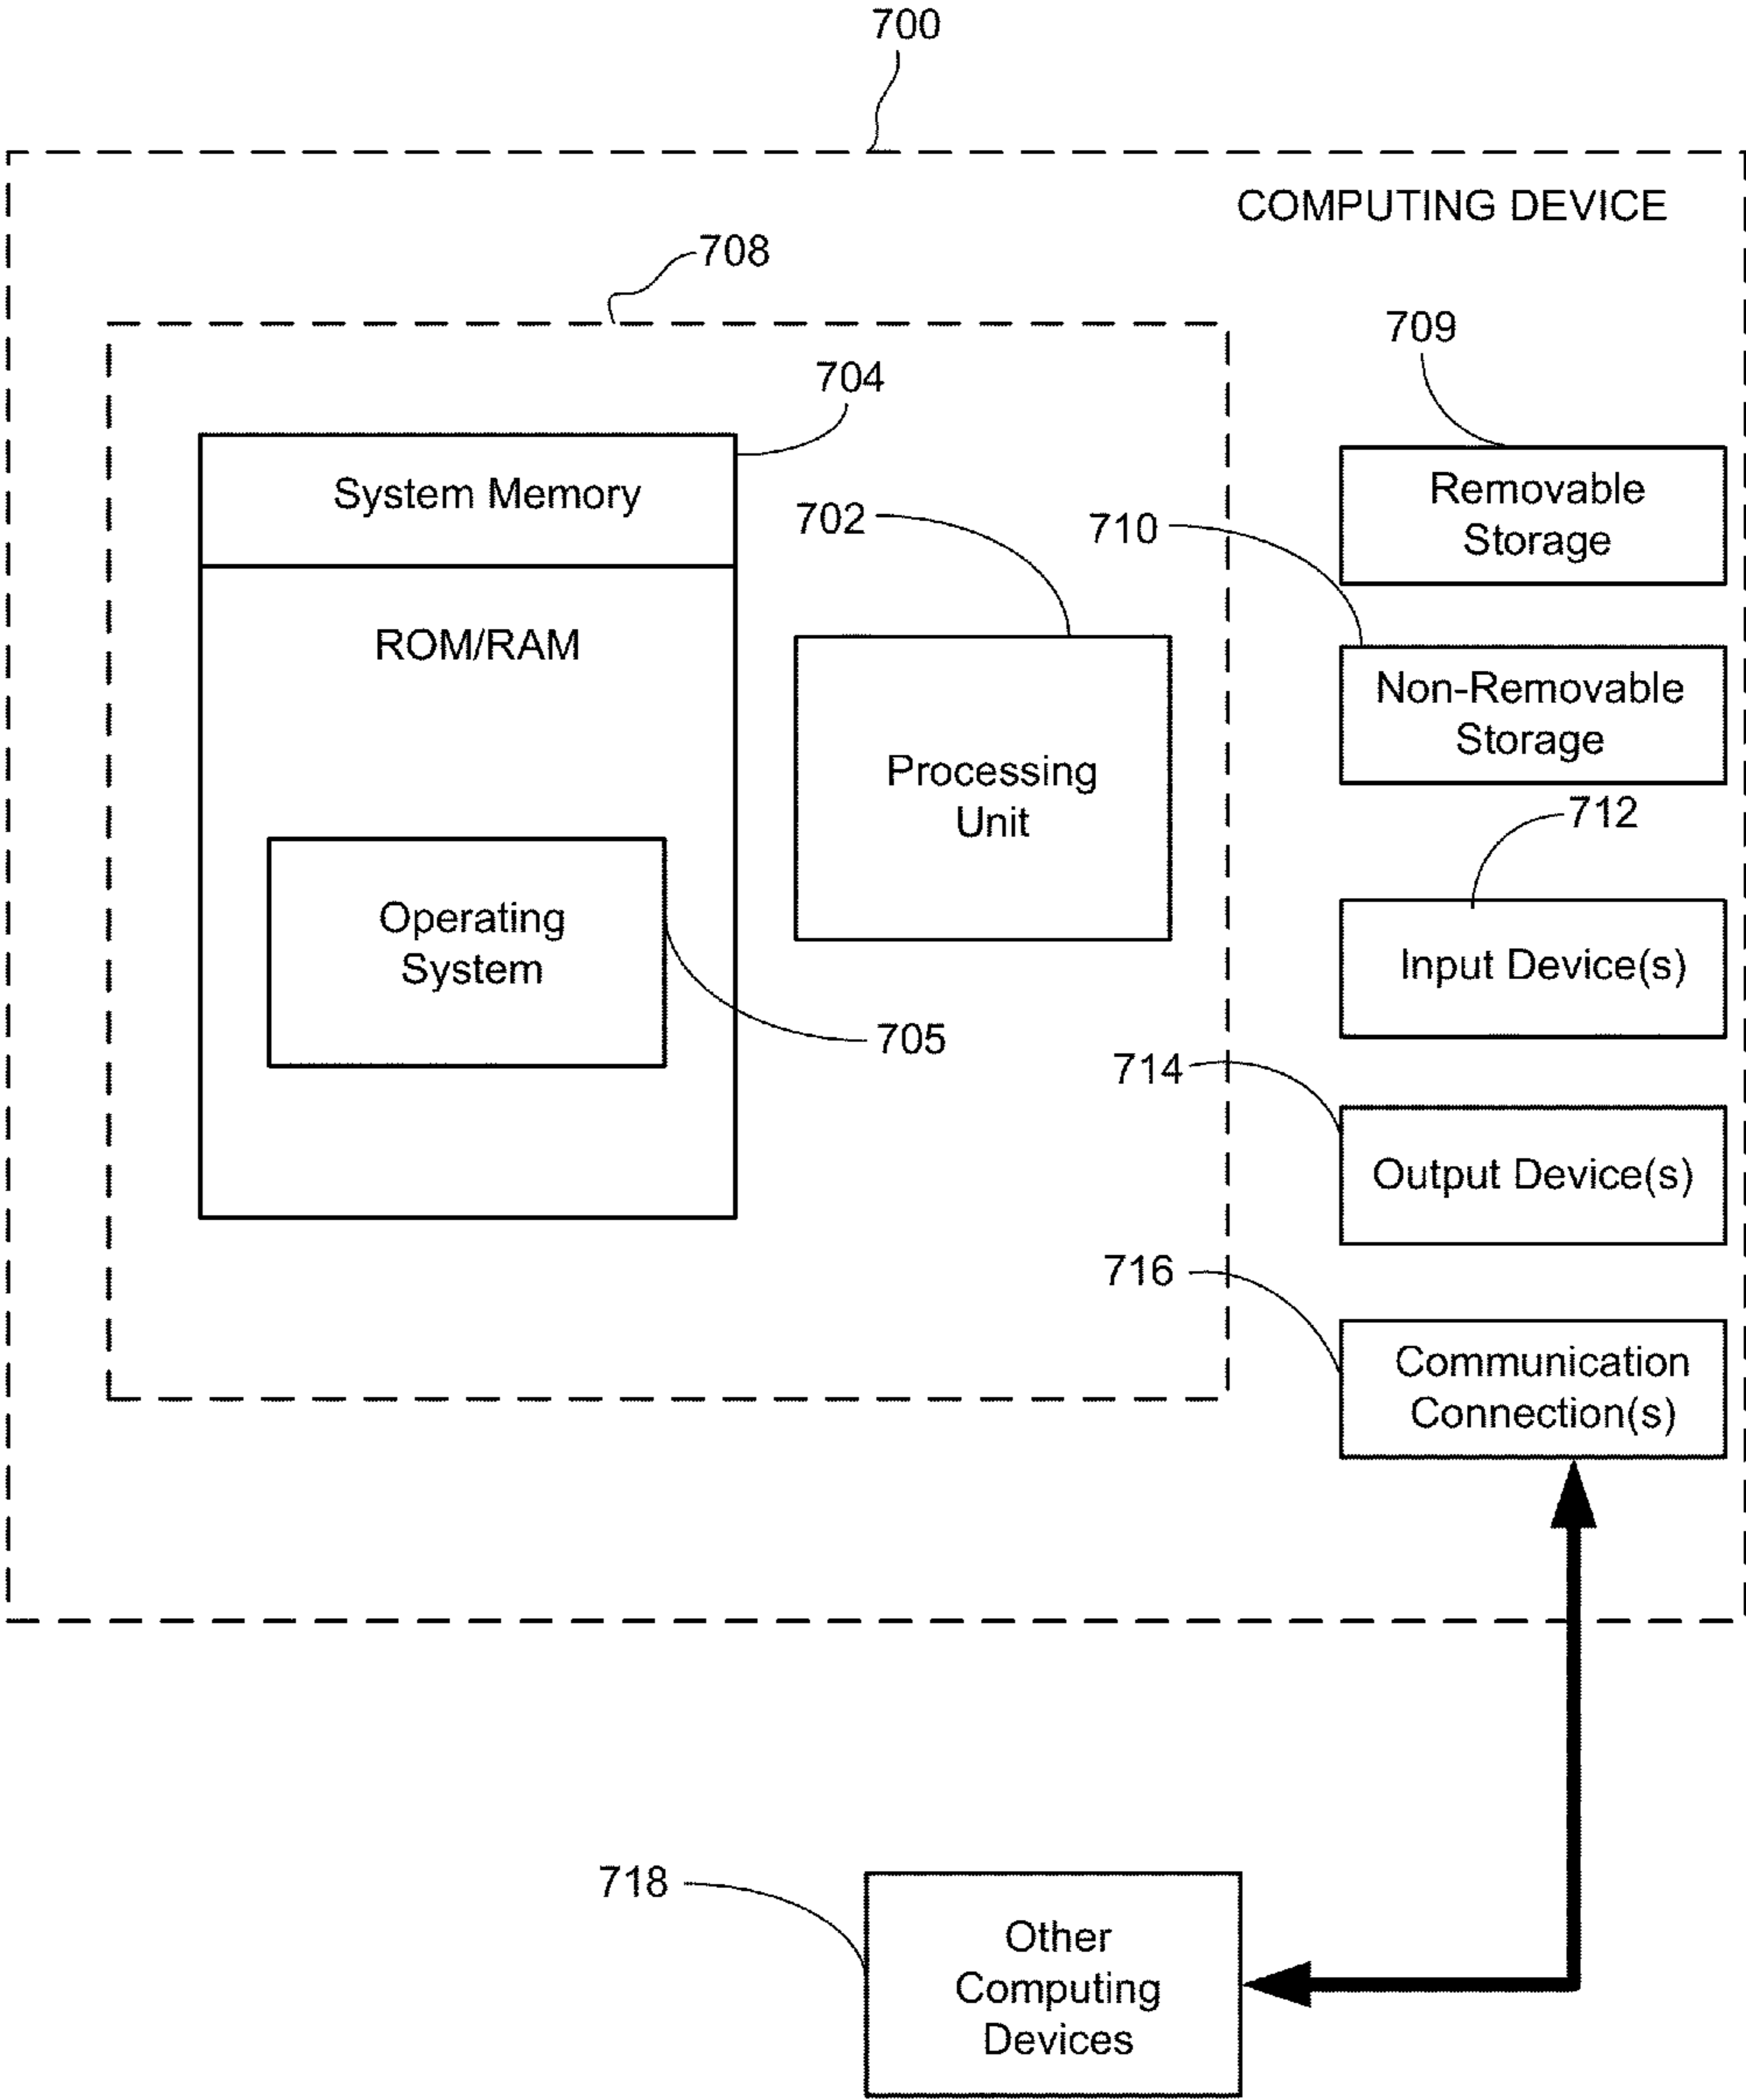 700
COMPUTING DEVICE
708
709
704
System Memory
Removable
Storage
702
710
ROM/RAM
Non-Removable
Storage
Processing
Unit
712
Operating
System
Input Device(s)
705
714
Output Device(s)
716
Communication
Connection(s)
718
Other
Computing
Devices